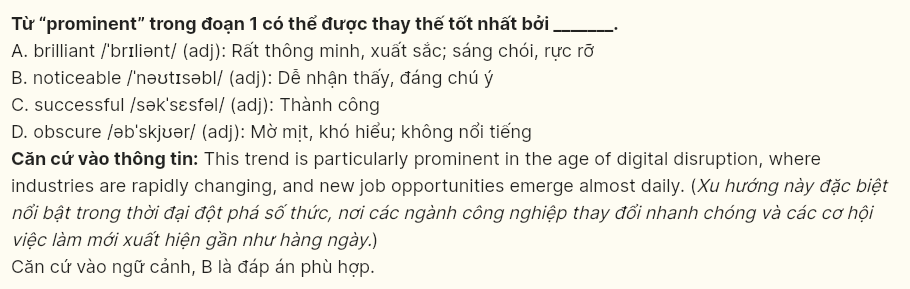 Từ “prominent” trong đoạn 1 có thể được thay thế tốt nhất bởi _______.
A. brilliant /ˈbrɪliənt/ (adj): Rất thông minh, xuất sắc; sáng chói, rực rỡ
B. noticeable /ˈnəʊtɪsəbl/ (adj): Dễ nhận thấy, đáng chú ý
C. successful /səkˈsɛsfəl/ (adj): Thành công
D. obscure /əbˈskjʊər/ (adj): Mờ mịt, khó hiểu; không nổi tiếng
Căn cứ vào thông tin: This trend is particularly prominent in the age of digital disruption, where
industries are rapidly changing, and new job opportunities emerge almost daily. (Xu hướng này đặc biệt
nổi bật trong thời đại đột phá số thức, nơi các ngành công nghiệp thay đổi nhanh chóng và các cơ hội
việc làm mới xuất hiện gần như hàng ngày.)
Căn cứ vào ngữ cảnh, B là đáp án phù hợp.